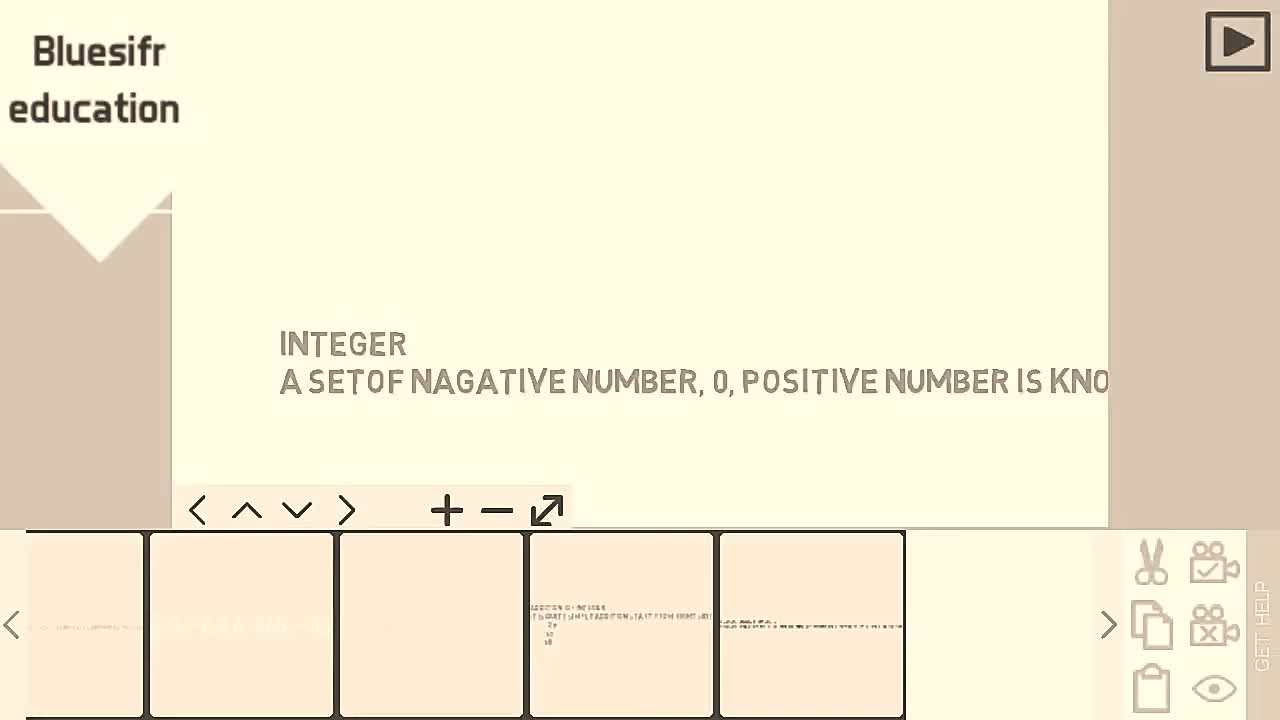 Bluesifr
education
INTEGER
A SETOF NAGATIVE NUMBER, 0, POSITIVE NUMBER IS KNO
GET HELP